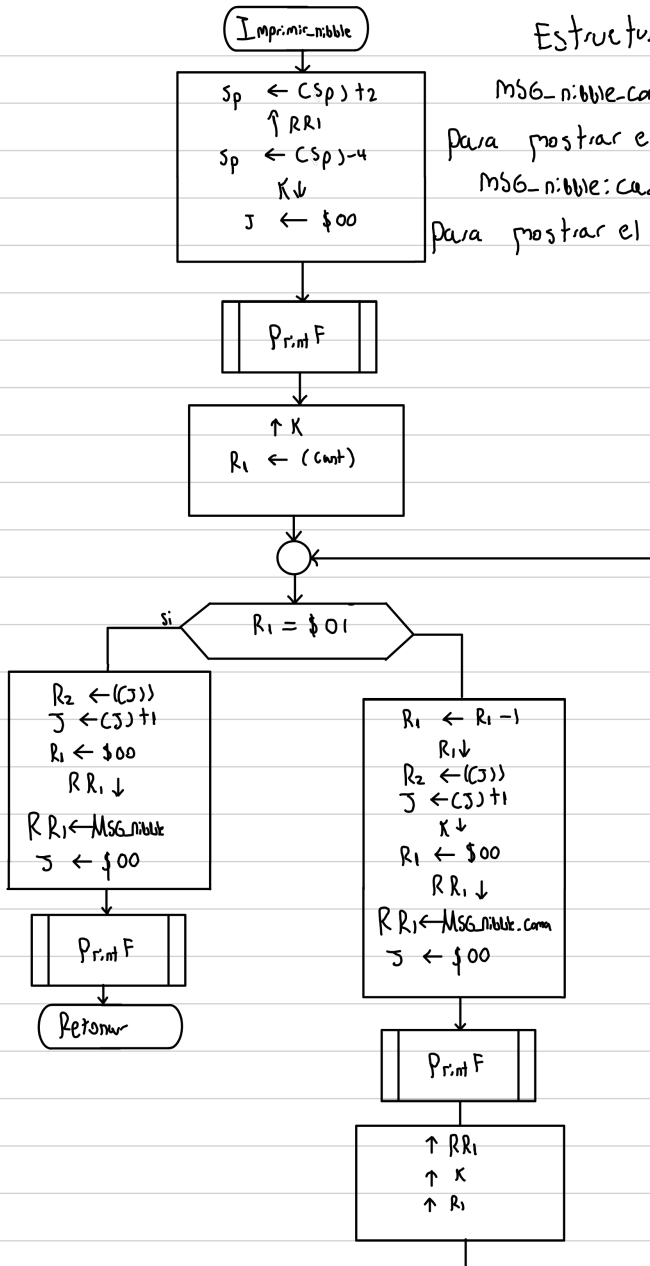 Imprimir_nibble
Estructu
Sp ← (Sp)+2
↑ RR1
Sp ← (Sp)-4
K↓
J ← $00
MSG_nibble_co
para mostrar e
MSG_nibble: ca
para mostrar el
PrintF
↑ K
R1 ← (Cant)
R1 = $01
si
R2 ← ((J))
J ← (J)+1
R1 ← $00
RR1 ↓
RR1 ← MSG_nibble
J ← $00
PrintF
Retornar
R1 ← R1 -1
R1↓
R2 ← ((J))
J ← (J)+1
K ↓
R1 ← $00
RR1 ↓
RR1 ← MSG_nibble_coma
J ← $00
PrintF
↑ RR1
↑ K
↑ R1